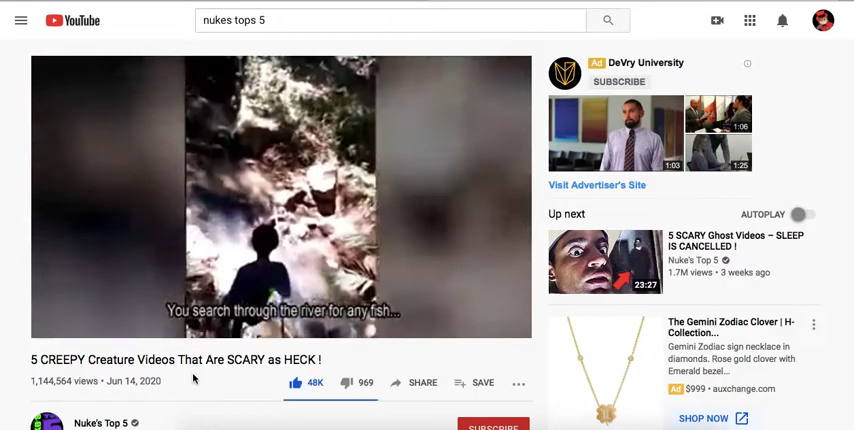 YouTube
nukes tops 5
You search through the river for any fish...
5 CREEPY Creature Videos That Are SCARY as HECK !
1,144,564 views • Jun 14, 2020
48K
969
SHARE
SAVE
Nuke's Top 5
SUBSCRIBE
Ad DeVry University
SUBSCRIBE
1:03
1:06
1:25
Visit Advertiser's Site
Up next
AUTOPLAY
23:27
5 SCARY Ghost Videos – SLEEP
IS CANCELLED !
Nuke's Top 5
1.7M views • 3 weeks ago
The Gemini Zodiac Clover | H-
Collection...
Gemini Zodiac sign necklace in
diamonds. Rose gold clover with
Emerald bezel...
Ad $999 • auxchange.com
SHOP NOW